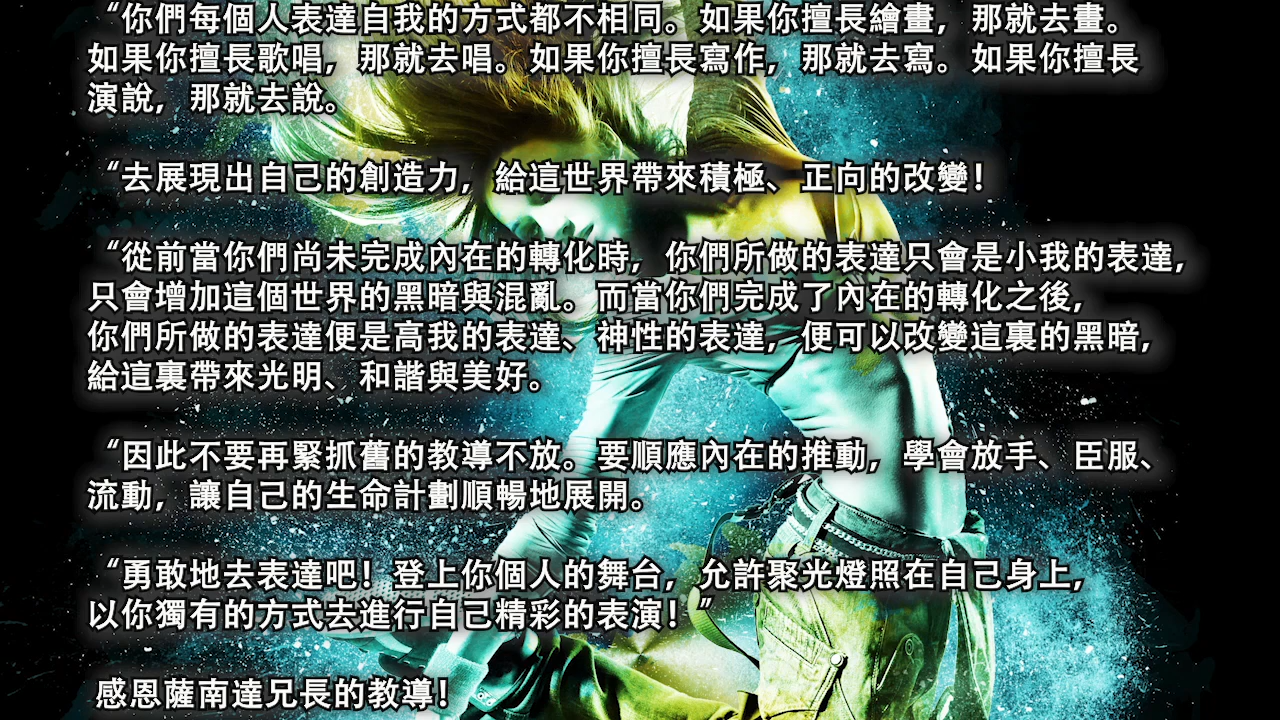 “你們每個人表達自我的方式都不相同。如果你擅長繪畫，那就去畫。
如果你擅長歌唱，那就去唱。如果你擅長寫作，那就去寫。如果你擅長
演說，那就去說。
“去展現出自己的創造力，給這世界帶來積極、正向的改變！
“從前當你們尚未完成內在的轉化時，你們所做的表達只會是小我的表達，
只會增加這個世界的黑暗與混亂。而當你們完成了內在的轉化之後，
你們所做的表達便是高我的表達、神性的表達，便可以改變這裏的黑暗，
給這裏帶來光明、和諧與美好。
“因此不要再緊抓舊的教導不放。要順應內在的推動，學會放手、臣服、
流動，讓自己的生命計劃順暢地展開。
“勇敢地去表達吧！登上你個人的舞台，允許聚光燈照在自己身上，
以你獨有的方式去進行自己精彩的表演！”
感恩薩南達兄長的教導！